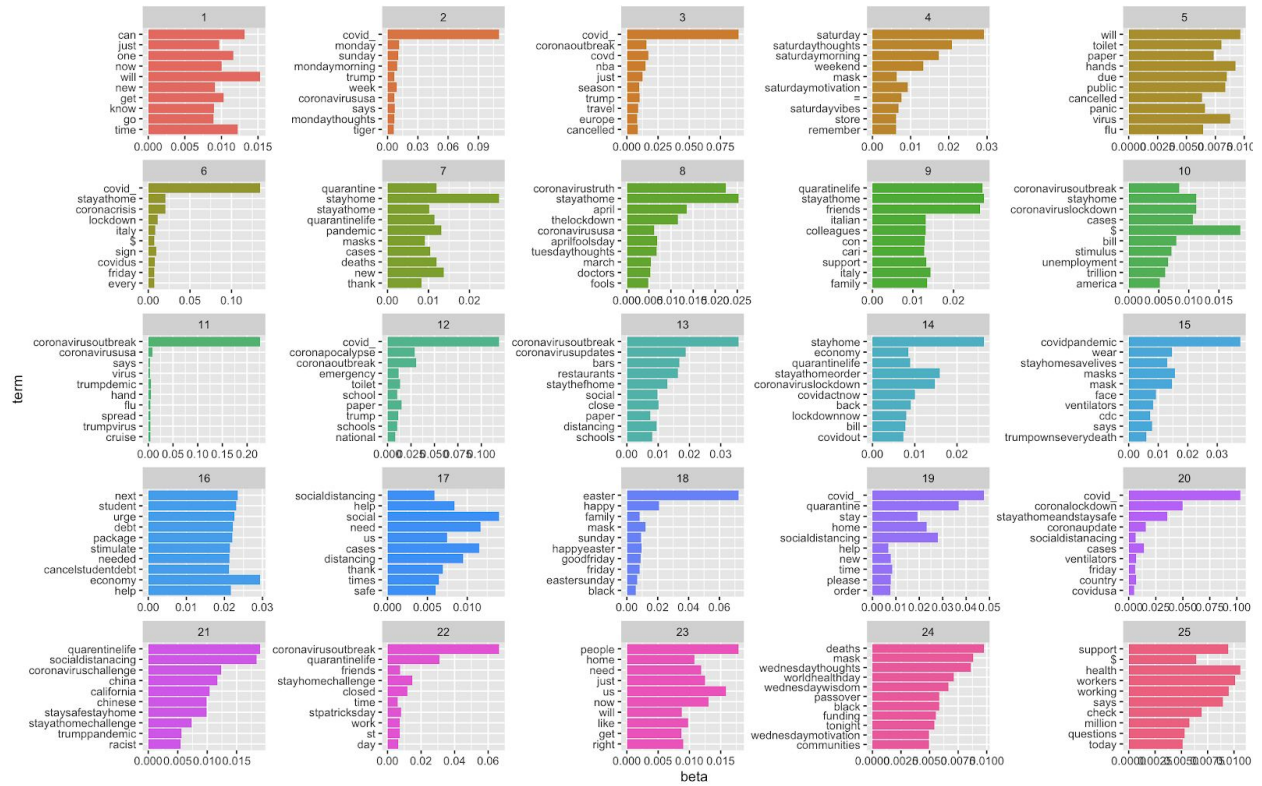 1
can
just
one
now
will
new
get
know
go
time
0.000 0.005 0.010 0.015
2
covid_
monday
sunday
mondaymorning
trump
week
coronavirususa
says
mondaythoughts
tiger
0.00 0.03 0.06 0.09
3
covid_
coronaoutbreak
covd
nba
just
season
trump
travel
europe
cancelled
0.000 0.025 0.050 0.075
4
saturday
saturdaythoughts
saturdaymorning
weekend
mask
saturdaymotivation
=
saturdayvibes
store
remember
0.00 0.01 0.02 0.03
5
will
toilet
paper
hands
due
public
cancelled
panic
virus
flu
0.0000 0.0025 0.0050 0.0075 0.010
6
covid_
stayathome
coronacrisis
lockdown
italy
$
sign
covidus
friday
every
0.00 0.05 0.10
7
quarantine
stayhome
stayathome
quarantinelife
pandemic
masks
cases
deaths
new
thank
0.00 0.01 0.02
8
coronavirustruth
stayathome
april
thelockdown
coronavirususa
aprilfoolsday
tuesdaythoughts
march
doctors
fools
0.000 0.005 0.010 0.015 0.020 0.025
9
quaratinelife
stayathome
friends
italian
colleagues
con
cari
support
italy
family
0.00 0.01 0.02
10
coronavirusoutbreak
stayhome
coronaviruslockdown
cases
$
bill
stimulus
unemployment
trillion
america
0.000 0.005 0.010 0.015
11
coronavirusoutbreak
coronavirususa
says
virus
trumpdemic
hand
flu
spread
trumpvirus
cruise
0.00 0.05 0.10 0.15 0.20
12
covid_
coronapocalypse
coronaoutbreak
emergency
toilet
school
paper
trump
schools
national
0.000 0.025 0.050 0.075 0.100
13
coronavirusoutbreak
coronavirusupdates
bars
restaurants
staythefhome
social
close
paper
distancing
schools
0.00 0.01 0.02 0.03
14
stayhome
economy
quarantinelife
stayathomeorder
coronaviruslockdown
covidactnow
back
lockdownnow
bill
covidout
0.00 0.01 0.02
15
covidpandemic
wear
stayhomesavelives
masks
mask
face
ventilators
cdc
says
trumpownseverydeath
0.00 0.01 0.02 0.03
term
16
next
student
urge
debt
package
stimulate
needed
cancelstudentdebt
economy
help
0.00 0.01 0.02 0.03
17
socialdistancing
help
social
need
us
cases
distancing
thank
times
safe
0.000 0.005 0.010
18
easter
happy
family
mask
sunday
happyeaster
goodfriday
friday
eastersunday
black
0.00 0.02 0.04 0.06
19
covid_
quarantine
stay
home
socialdistancing
help
new
time
please
order
0.00 0.01 0.02 0.03 0.04 0.05
20
covid_
coronalockdown
stayathomeandstaysafe
coronaupdate
socialdistanacing
cases
ventilators
friday
country
covidusa
0.000 0.025 0.050 0.075 0.100
21
quarentinelife
socialdistanacing
coronaviruschallenge
china
california
chinese
staysafestayhome
stayathomechallenge
trumppandemic
racist
0.000 0.005 0.010 0.015
22
coronavirusoutbreak
quarantinelife
friends
stayhomechallenge
closed
time
stpatricksday
work
st
day
0.00 0.02 0.04 0.06
23
people
home
need
just
us
now
will
like
get
right
0.000 0.005 0.010 0.015
24
deaths
mask
wednesdaythoughts
worldhealthday
wednesdaywisdom
passover
black
funding
tonight
wednesdaymotivation
communities
0.0000 0.0025 0.0050 0.0075 0.0100
25
support
$
health
workers
working
says
check
million
questions
today
0.0000 0.0025 0.0050 0.0075 0.0100
beta